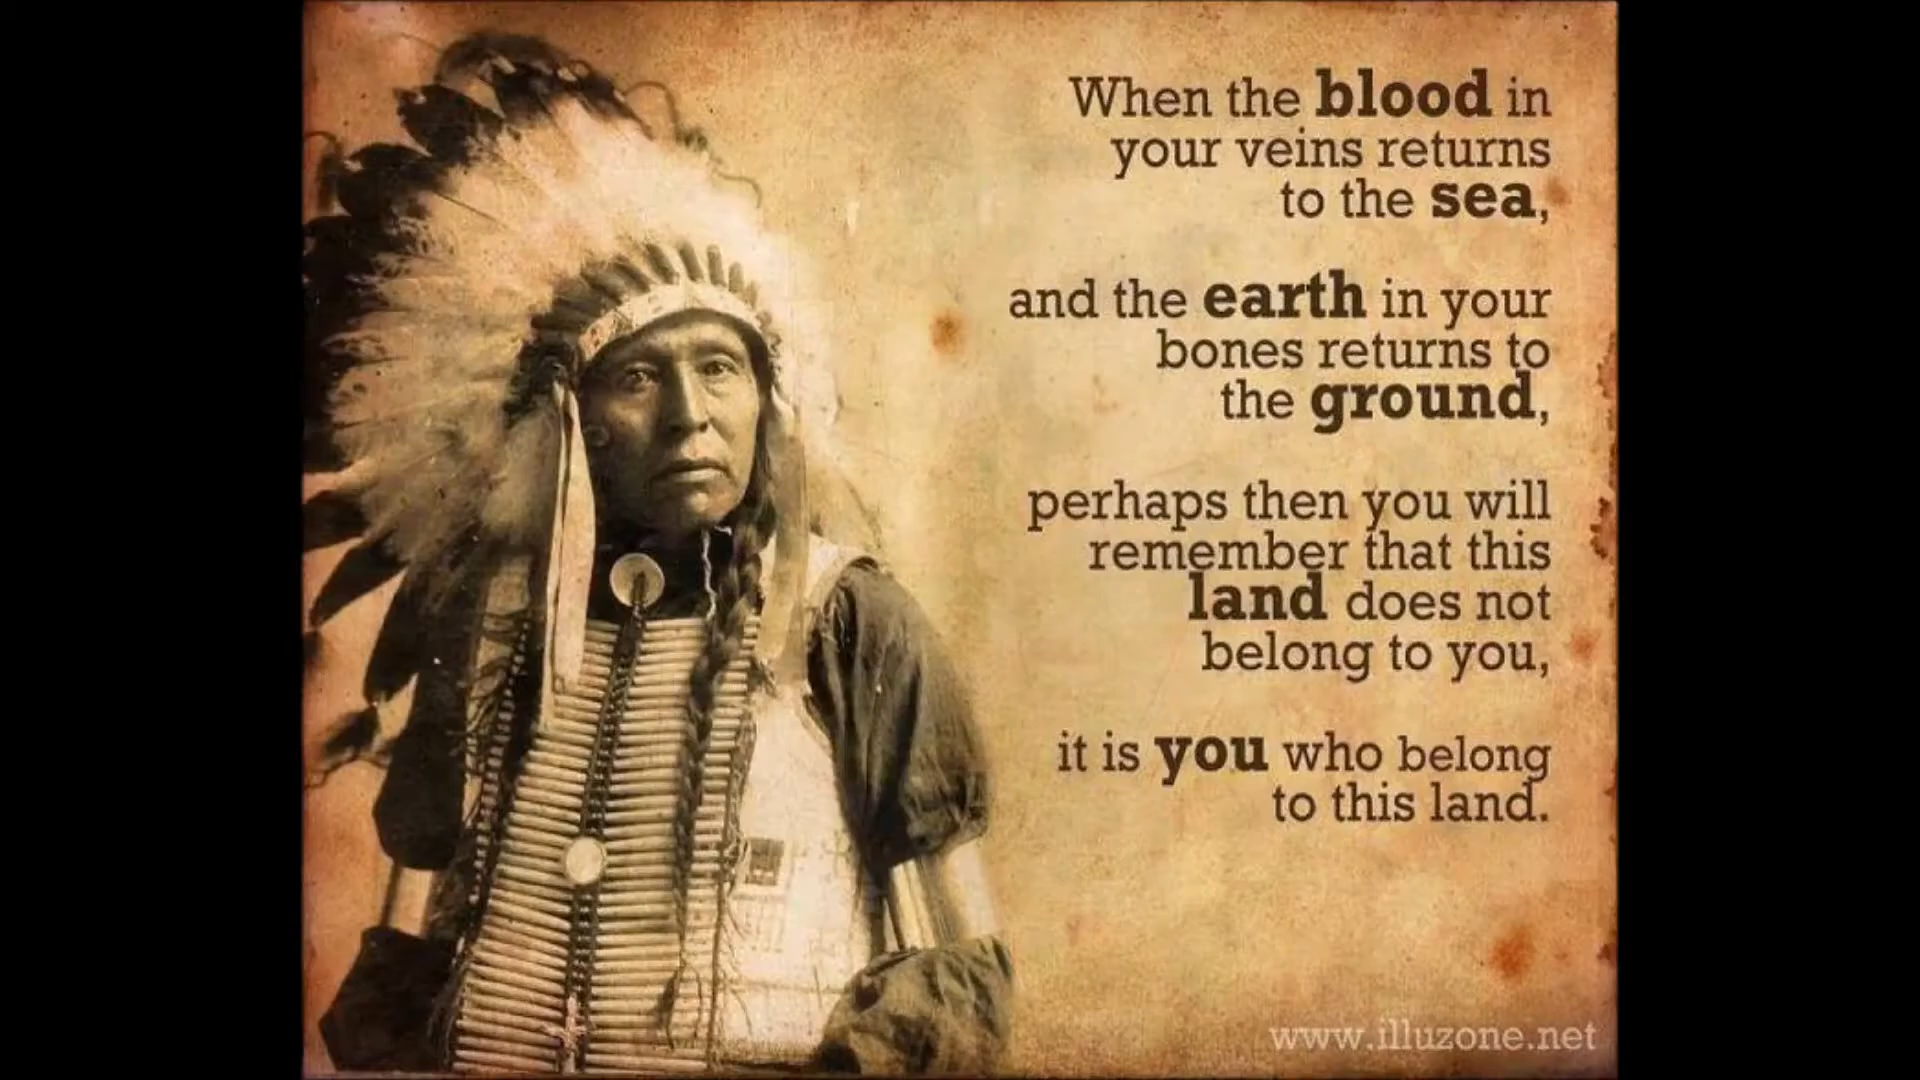 When the blood in
your veins returns
to the sea,
and the earth in your
bones returns to
the ground,
perhaps then you will
remember that this
land does not
belong to you,
it is you who belong
to this land.
www.illuzone.net